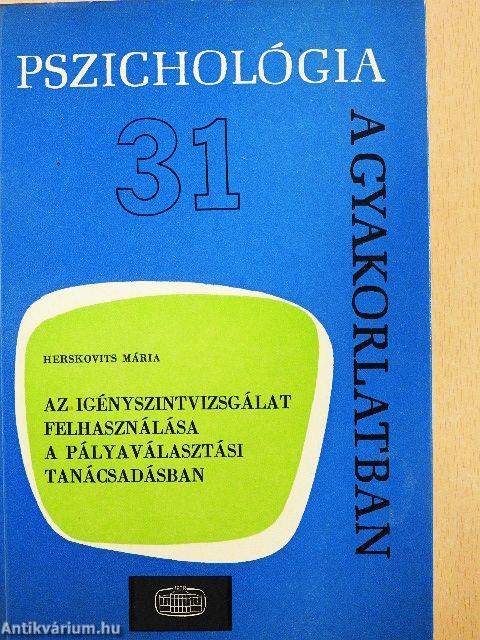 PSZICHOLÓGIA
A GYAKORLATBAN
31
HERSKOVITS MÁRIA
AZ IGÉNYSZINTVIZSGÁLAT
FELHASZNÁLÁSA
A PÁLYAVÁLASZTÁSI
TANÁCSADÁSBAN
Antikvárium.hu